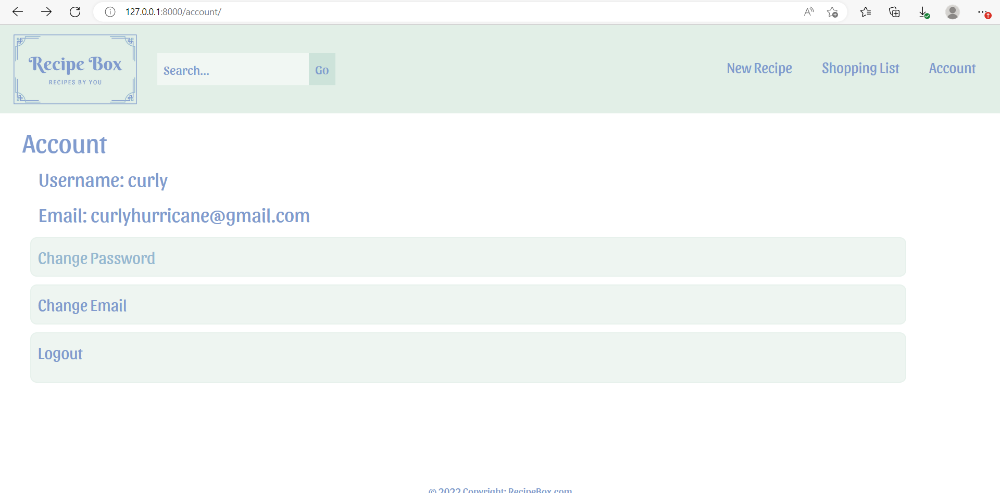 127.0.0.1:8000/account/
Recipe Box
RECIPES BY YOU
Search...
Go
New Recipe
Shopping List
Account
Account
Username: curly
Email: curlyhurricane@gmail.com
Change Password
Change Email
Logout
© 2022 Copyright: RecipeBox.com